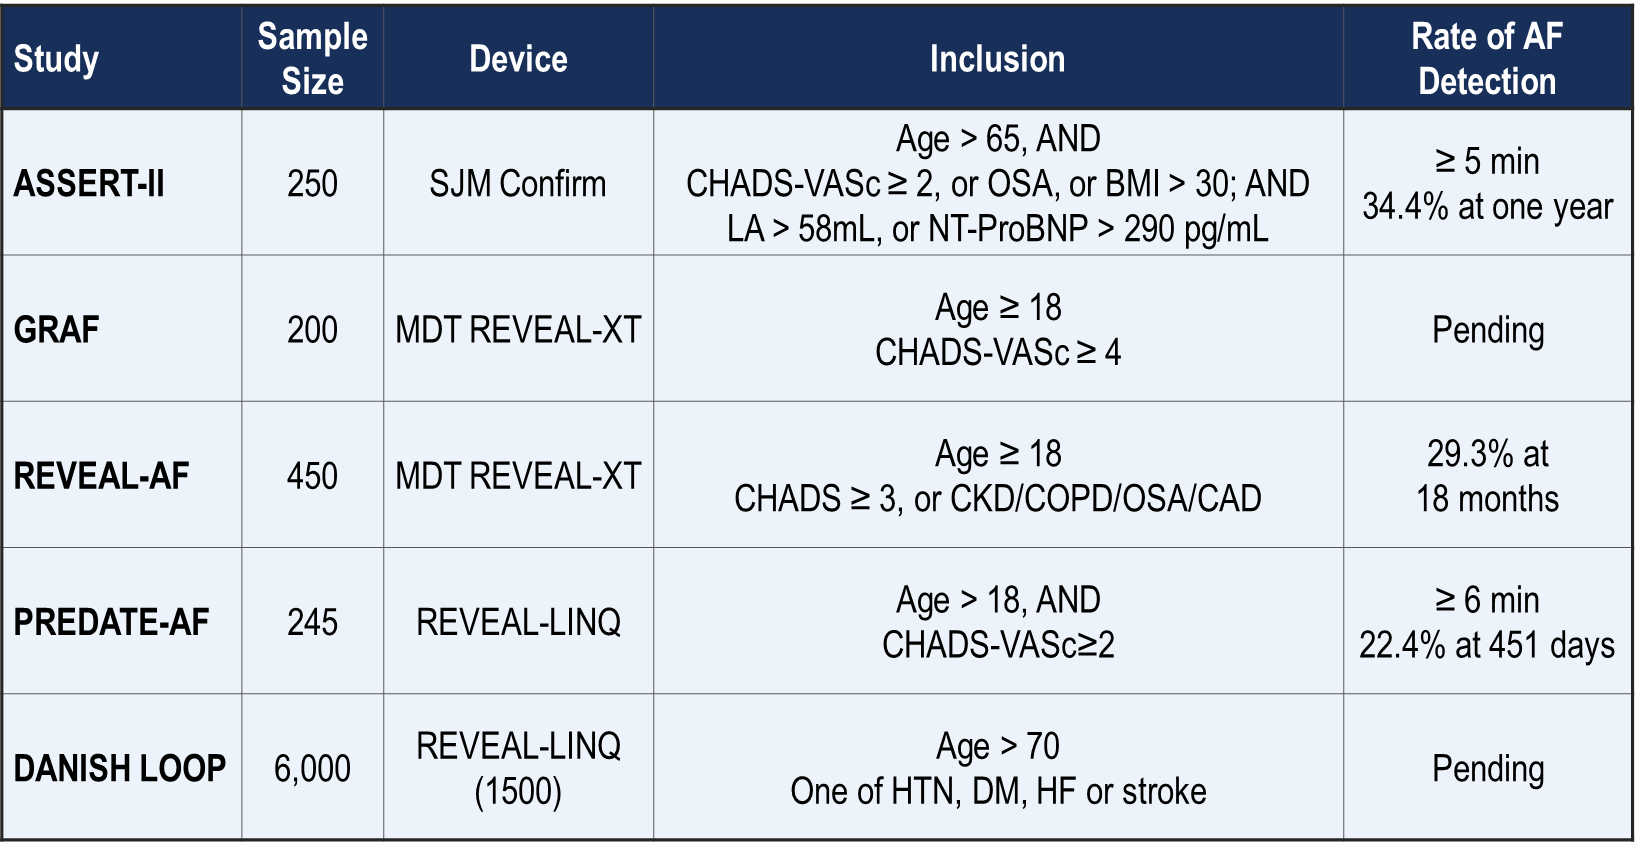 Study
Sample
Size
Device
Inclusion
Rate of AF
Detection
ASSERT-II
250
SJM Confirm
Age > 65, AND
CHADS-VASc ≥ 2, or OSA, or BMI > 30; AND
LA > 58mL, or NT-ProBNP > 290 pg/mL
≥ 5 min
34.4% at one year
GRAF
200
MDT REVEAL-XT
Age ≥ 18
CHADS-VASc ≥ 4
Pending
REVEAL-AF
450
MDT REVEAL-XT
Age ≥ 18
CHADS ≥ 3, or CKD/COPD/OSA/CAD
29.3% at
18 months
PREDATE-AF
245
REVEAL-LINQ
Age > 18, AND
CHADS-VASc≥2
≥ 6 min
22.4% at 451 days
DANISH LOOP
6,000
REVEAL-LINQ
(1500)
Age > 70
One of HTN, DM, HF or stroke
Pending